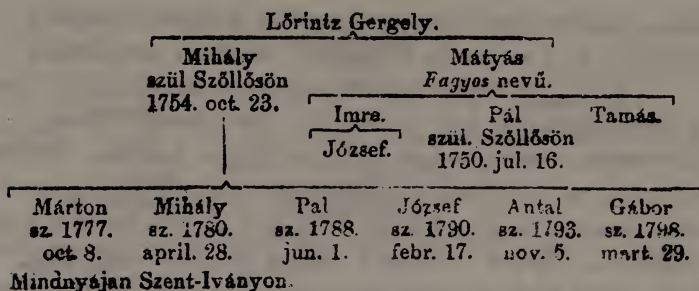 Lőrintz Gergely.
Mihály Mátyás
szül Szőllősön Fagyos nevű.
1754. oct. 23.
Imre. Pál Tamás.
József. szül. Szőllősön
1750. jul. 16.
Márton Mihály Pal József Antal Gábor
sz. 1777. sz. 1780. sz. 1788. sz. 1790. sz. 1793. sz. 1798.
oct. 8. april. 28. jun. 1. febr. 17. nov. 5. mart. 29.
Mindnyájan Szent-Iványon.